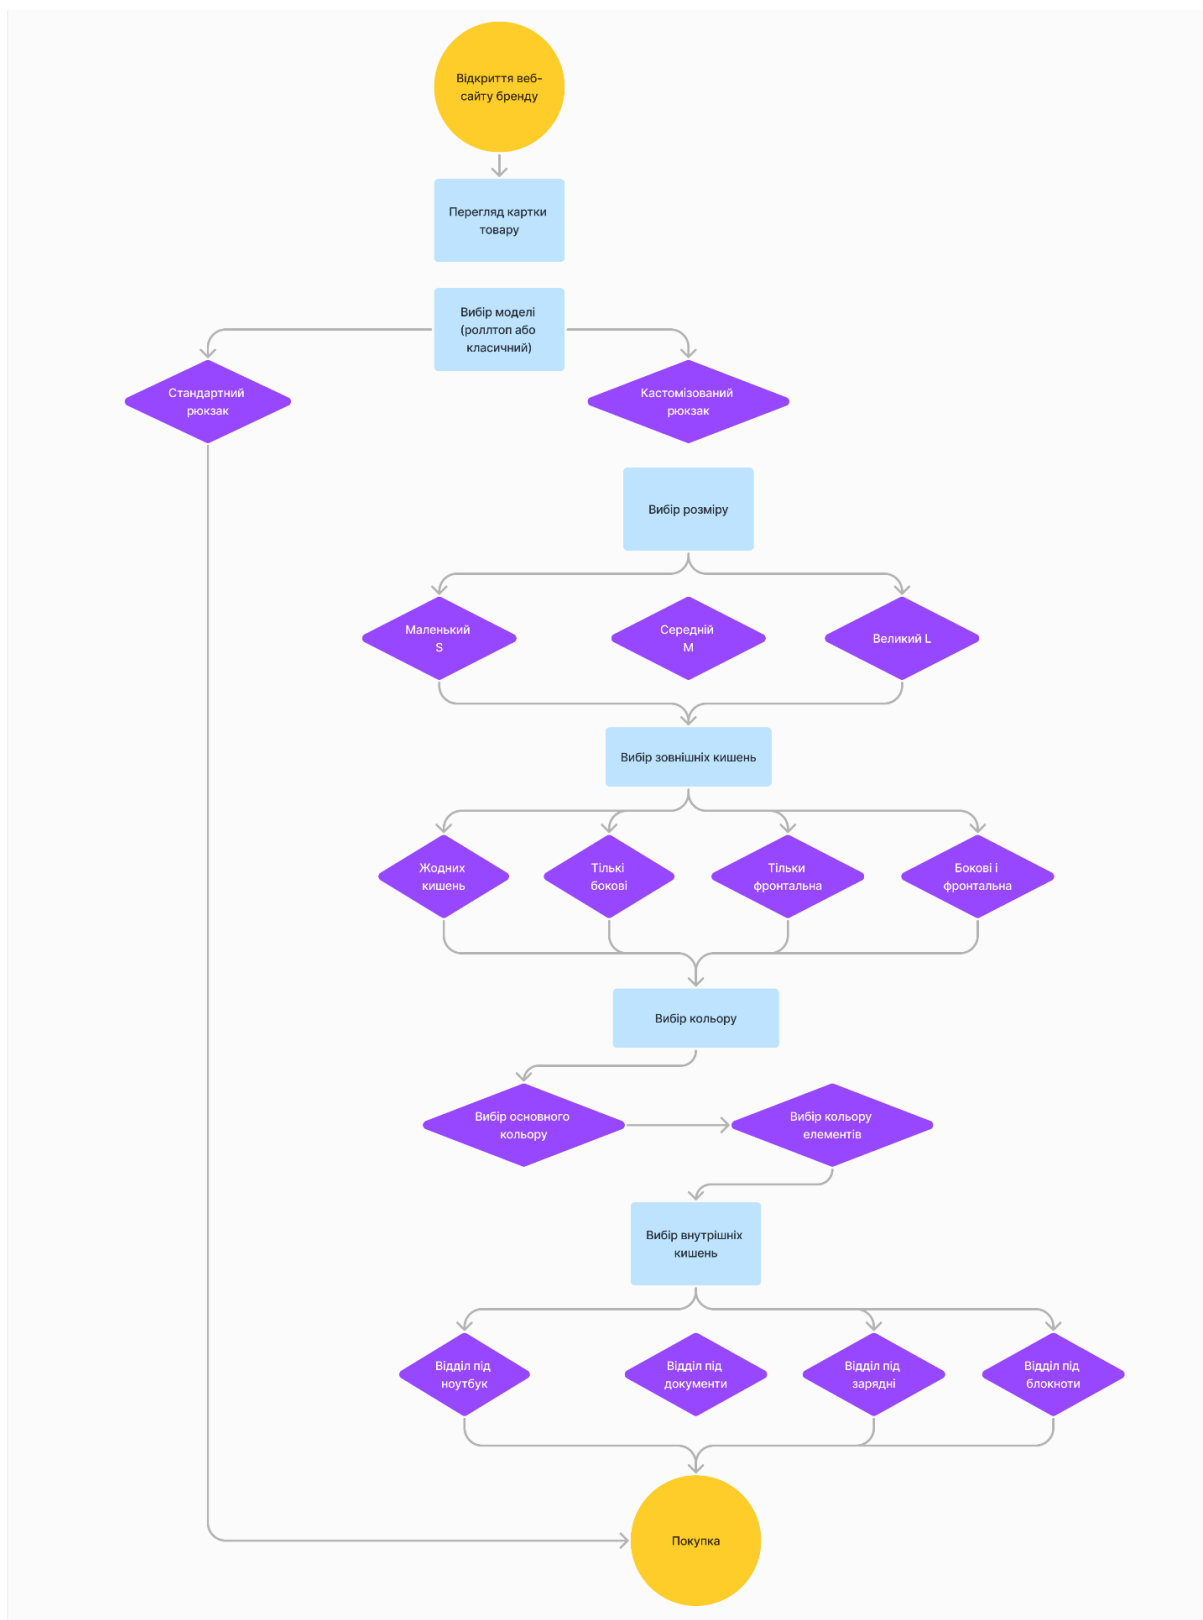 Відкриття веб-
сайту бренду
Перегляд картки
товару
Вибір моделі
(роллтоп або
класичний)
Стандартний
рюкзак
Кастомізований
рюкзак
Вибір розміру
Маленький
S
Середній
M
Великий L
Вибір зовнішніх кишень
Жодних
кишень
Тількі
бокові
Тільки
фронтальна
Бокові і
фронтальна
Вибір кольору
Вибір основного
кольору
Вибір кольору
елементів
Вибір внутрішніх
кишень
Відділ під
ноутбук
Відділ під
документи
Відділ під
зарядні
Відділ під
блокноти
Покупка